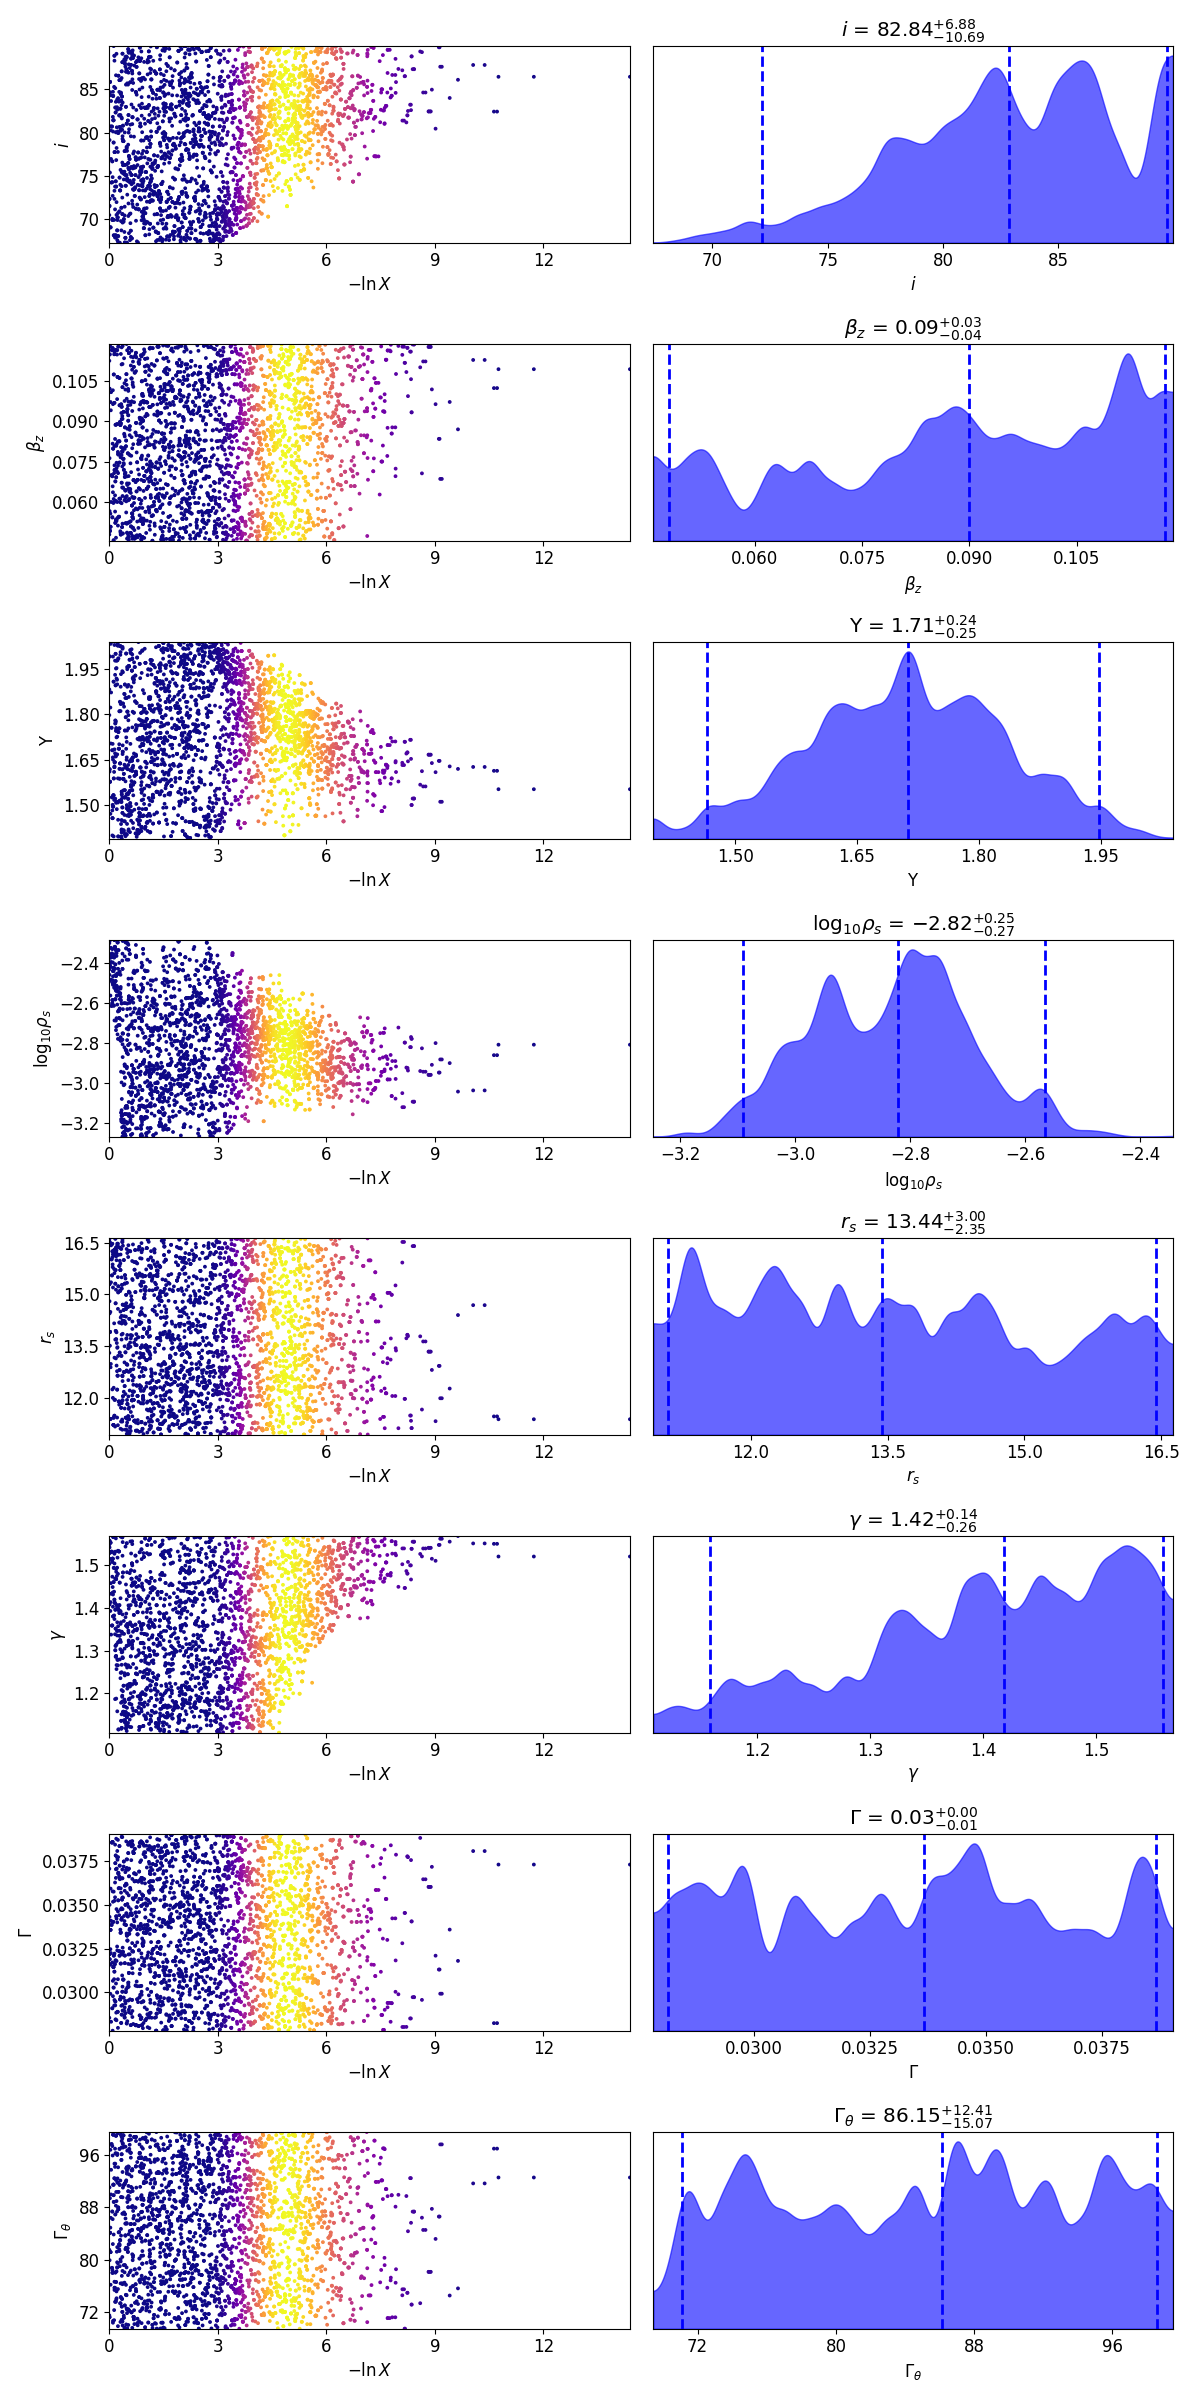 i = 82.84^{+6.88}_{-10.69}
85
80
75
70
i
0 3 6 9 12
−ln X
70 75 80 85
i
β_z = 0.09^{+0.03}_{-0.04}
0.105
0.090
0.075
0.060
β_z
0 3 6 9 12
−ln X
0.060 0.075 0.090 0.105
β_z
Υ = 1.71^{+0.24}_{-0.25}
1.95
1.80
1.65
1.50
Υ
0 3 6 9 12
−ln X
1.50 1.65 1.80 1.95
Υ
log₁₀ρ_s = −2.82^{+0.25}_{-0.27}
−2.4
−2.6
−2.8
−3.0
−3.2
log₁₀ρ_s
0 3 6 9 12
−ln X
−3.2 −3.0 −2.8 −2.6 −2.4
log₁₀ρ_s
r_s = 13.44^{+3.00}_{-2.35}
16.5
15.0
13.5
12.0
r_s
0 3 6 9 12
−ln X
12.0 13.5 15.0 16.5
r_s
γ = 1.42^{+0.14}_{-0.26}
1.5
1.4
1.3
1.2
γ
0 3 6 9 12
−ln X
1.2 1.3 1.4 1.5
γ
Γ = 0.03^{+0.00}_{-0.01}
0.0375
0.0350
0.0325
0.0300
Γ
0 3 6 9 12
−ln X
0.0300 0.0325 0.0350 0.0375
Γ
Γ_θ = 86.15^{+12.41}_{-15.07}
96
88
80
72
Γ_θ
0 3 6 9 12
−ln X
72 80 88 96
Γ_θ